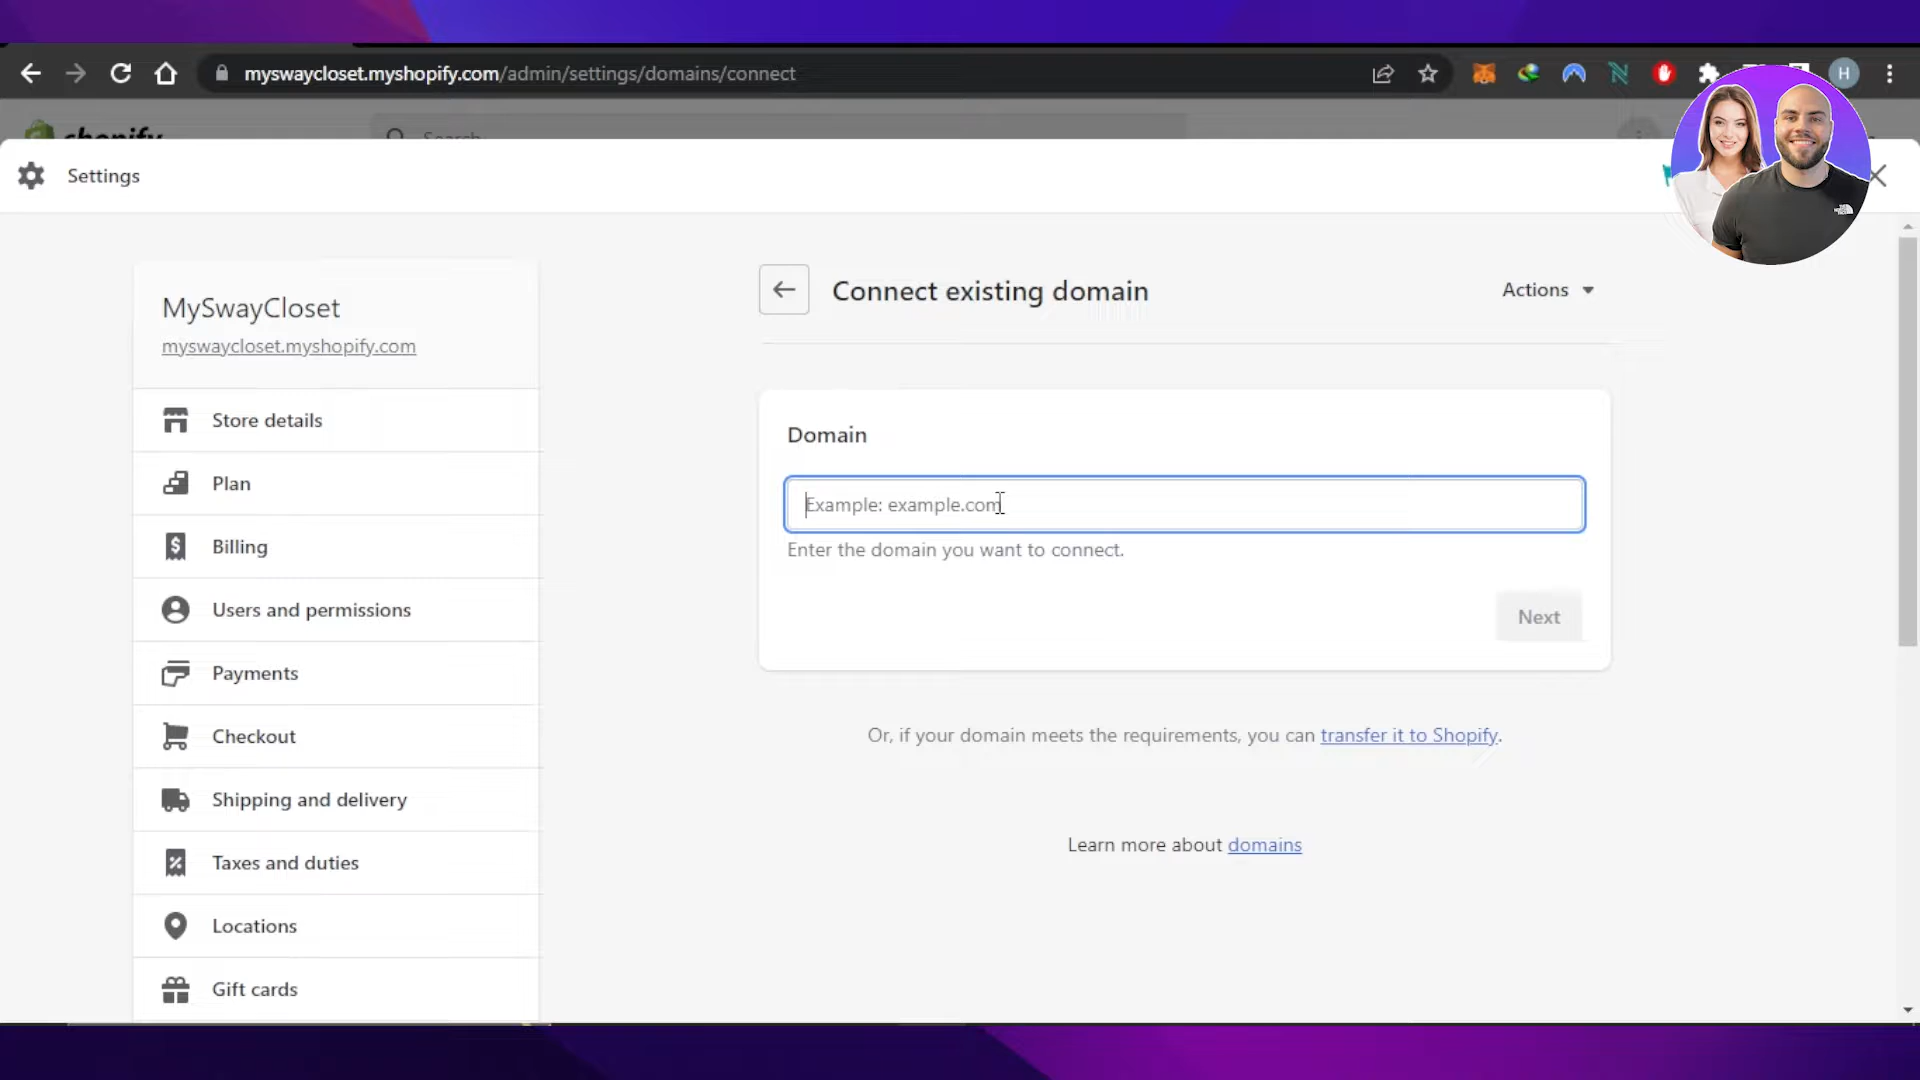 myswaycloset.myshopify.com/admin/settings/domains/connect
H
shopify
Search
Settings
MySwayCloset
myswaycloset.myshopify.com
Store details
Plan
Billing
Users and permissions
Payments
Checkout
Shipping and delivery
Taxes and duties
Locations
Gift cards
Connect existing domain
Actions
Domain
Example: example.com
Enter the domain you want to connect.
Next
Or, if your domain meets the requirements, you can transfer it to Shopify.
Learn more about domains